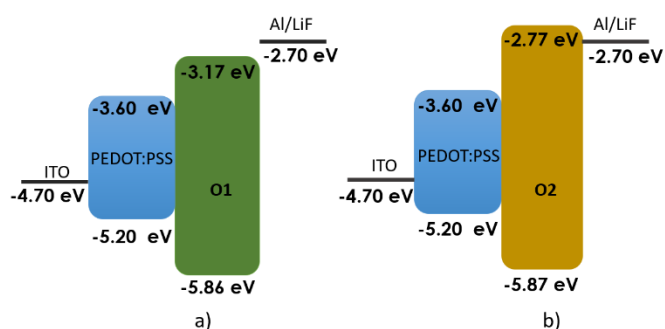 Al/LiF
-2.70 eV
-3.17 eV
-3.60 eV
PEDOT:PSS
ITO
-4.70 eV
O1
-5.20 eV
-5.86 eV
a)
Al/LiF
-2.77 eV
-2.70 eV
-3.60 eV
PEDOT:PSS
ITO
-4.70 eV
O2
-5.20 eV
-5.87 eV
b)